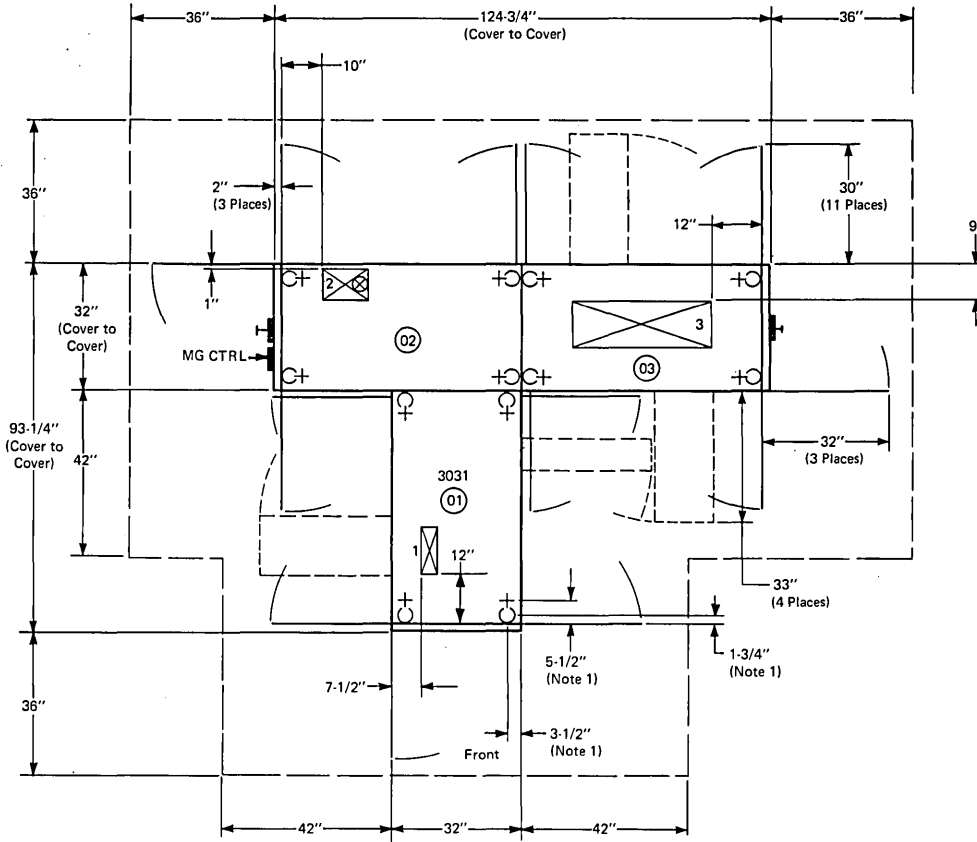 36″
124-3/4″
(Cover to Cover)
36″
10″
36″
2″
(3 Places)
30″
(11 Places)
12″
9
1″
2
32″
(Cover to
Cover)
3
02
MG CTRL
03
93-1/4″
(Cover to
Cover)
42″
32″
(3 Places)
3031
01
1
12″
33″
(4 Places)
5-1/2″
(Note 1)
1-3/4″
(Note 1)
7-1/2″
36″
Front
3-1/2″
(Note 1)
42″
32″
42″